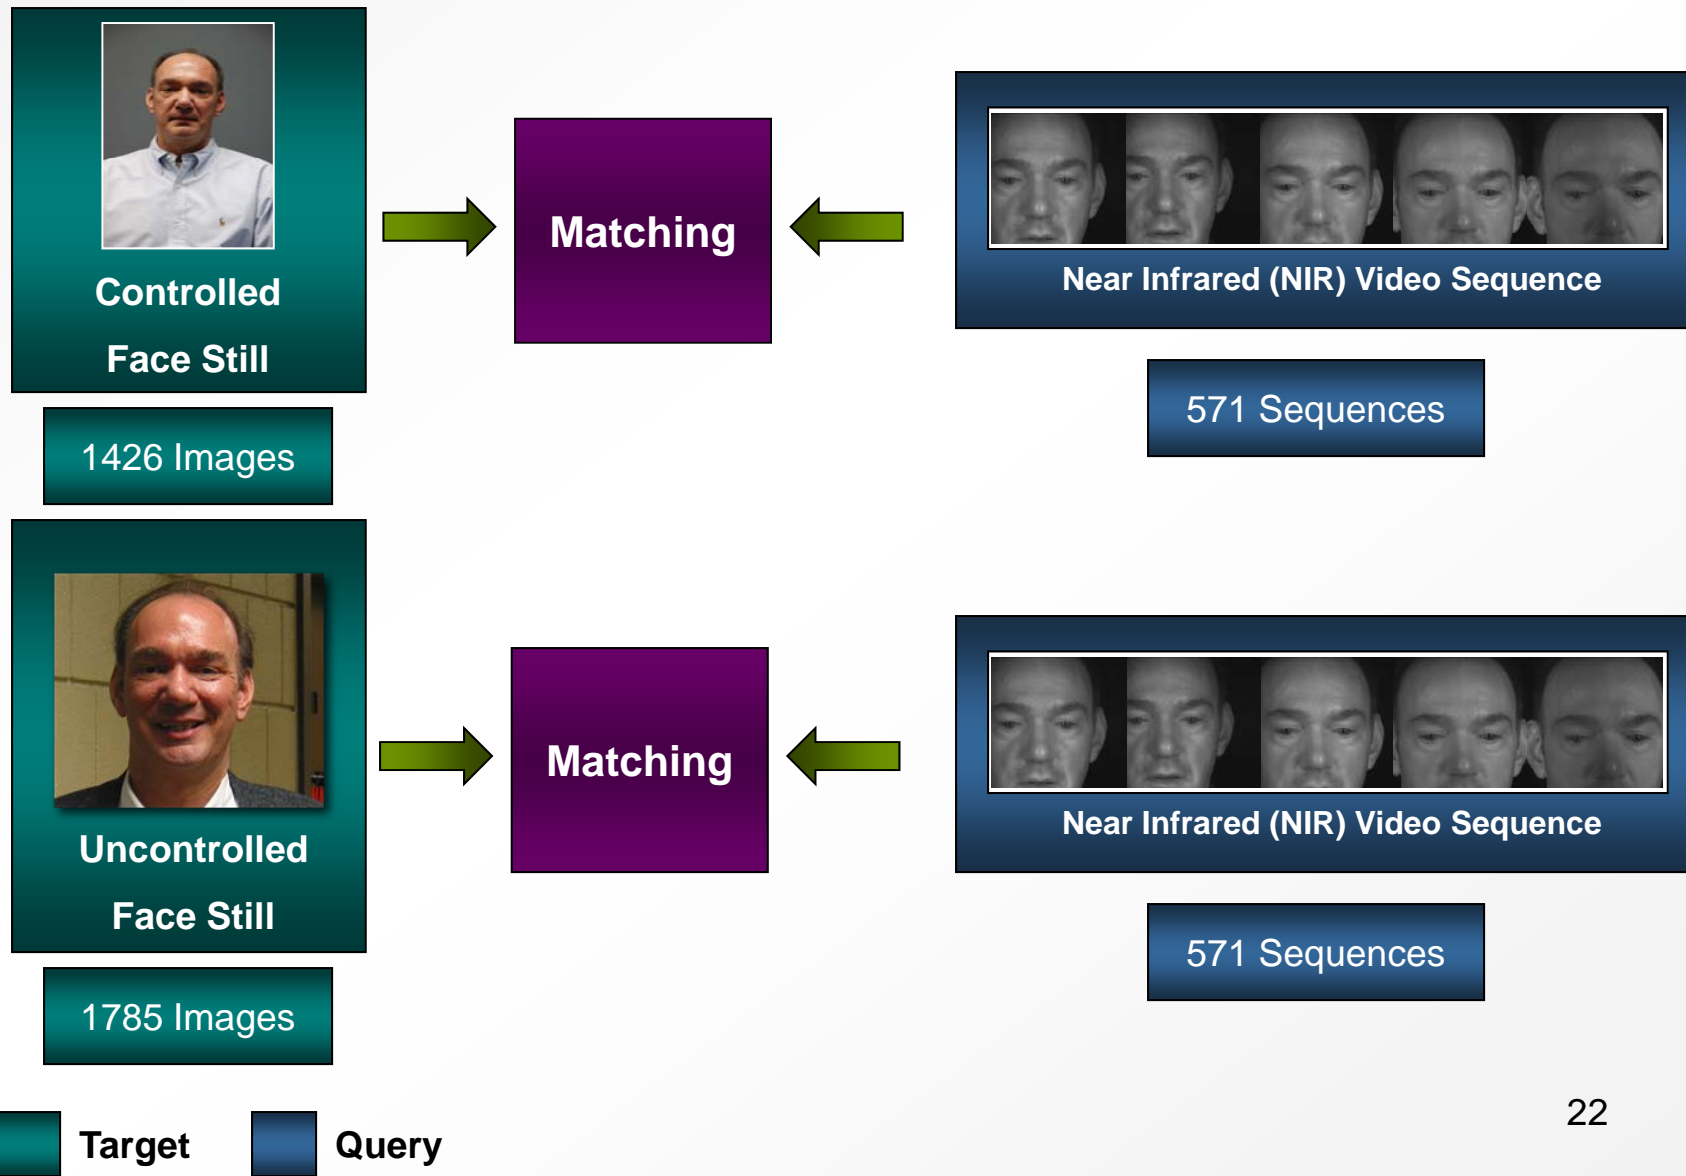 Controlled
Face Still
1426 Images
Matching
Near Infrared (NIR) Video Sequence
571 Sequences
Uncontrolled
Face Still
1785 Images
Matching
Near Infrared (NIR) Video Sequence
571 Sequences
Target
Query
22